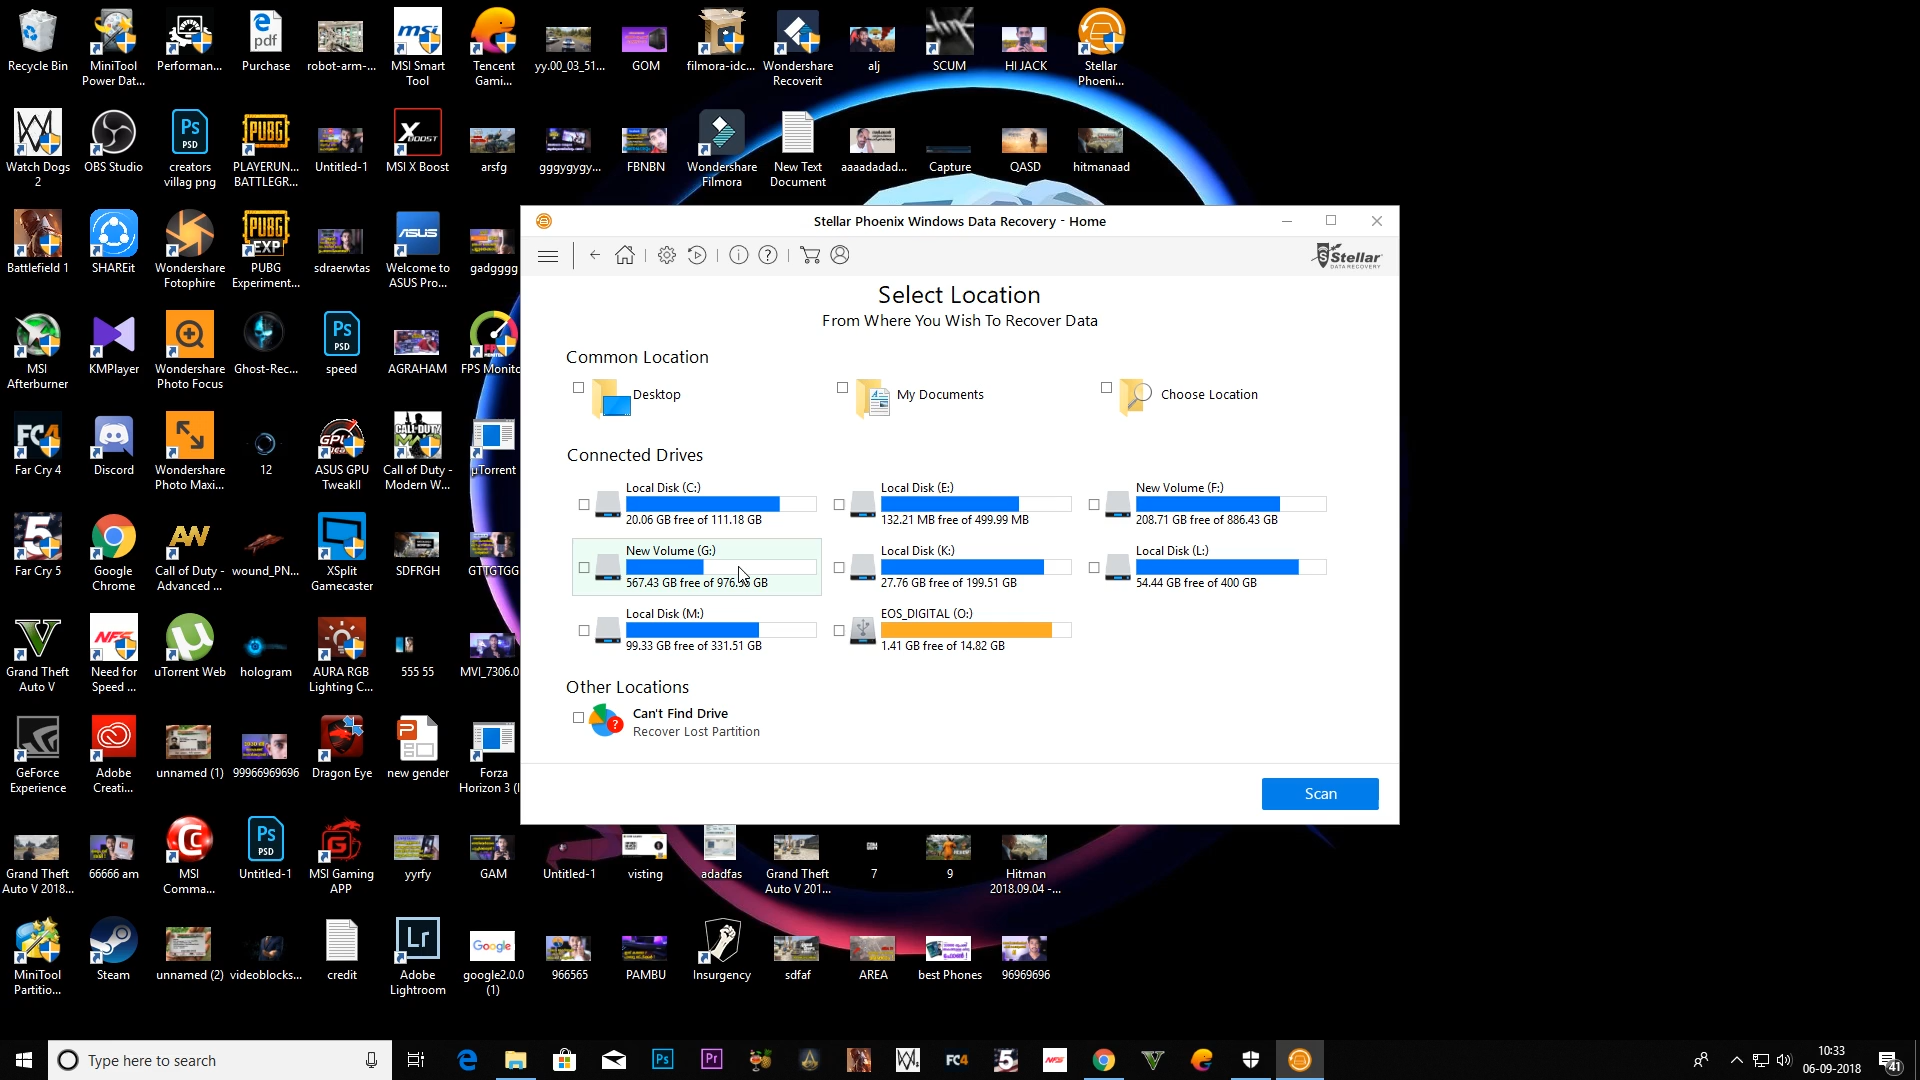 Recycle Bin
MiniTool
Power Dat...
Performan...
Purchase
robot-arm-...
MSI Smart
Tool
Tencent
Gami...
yy.00_03_51...
GOM
filmora-idc...
Wondershare
Recoverit
alj
SCUM
HI JACK
Stellar
Phoeni...
Watch Dogs
2
OBS Studio
creators
villag png
PLAYERUN...
BATTLEGR...
Untitled-1
MSI X Boost
arsfg
gggygygy...
FBNBN
Wondershare
Filmora
New Text
Document
aaaadadad...
Capture
QASD
hitmanaad
Battlefield 1
SHAREit
Wondershare
Fotophire
PUBG
Experiment...
sdraerwtas
Welcome to
ASUS Pro...
gadgggg
MSI
Afterburner
KMPlayer
Wondershare
Photo Focus
Ghost-Rec...
speed
AGRAHAM
FPS Monito
Far Cry 4
Discord
Wondershare
Photo Maxi...
12
ASUS GPU
TweakII
Call of Duty -
Modern W...
µTorrent
Far Cry 5
Google
Chrome
Call of Duty -
Advanced ...
wound_PN...
XSplit
Gamecaster
SDFRGH
GTTGTGG
Grand Theft
Auto V
Need for
Speed ...
uTorrent Web
hologram
AURA RGB
Lighting C...
555 55
MVI_7306.0
GeForce
Experience
Adobe
Creati...
unnamed (1)
99966969696
Dragon Eye
new gender
Forza
Horizon 3 (I
Grand Theft
Auto V 2018...
66666 am
MSI
Comma...
Untitled-1
MSI Gaming
APP
yyrfy
GAM
Untitled-1
visting
adadfas
Grand Theft
Auto V 201...
7
9
Hitman
2018.09.04 -...
MiniTool
Partitio...
Steam
unnamed (2)
videoblocks...
credit
Adobe
Lightroom
google2.0.0
(1)
966565
PAMBU
Insurgency
sdfaf
AREA
best Phones
96969696
Stellar Phoenix Windows Data Recovery - Home
Stellar
DATA RECOVERY
Select Location
From Where You Wish To Recover Data
Common Location
Desktop
My Documents
Choose Location
Connected Drives
Local Disk (C:)
20.06 GB free of 111.18 GB
Local Disk (E:)
132.21 MB free of 499.99 MB
New Volume (F:)
208.71 GB free of 886.43 GB
New Volume (G:)
567.43 GB free of GB
Local Disk (K:)
27.76 GB free of 199.51 GB
Local Disk (L:)
54.44 GB free of 400 GB
Local Disk (M:)
99.33 GB free of 331.51 GB
EOS_DIGITAL (O:)
1.41 GB free of 14.82 GB
Other Locations
Can't Find Drive
Recover Lost Partition
Scan
Type here to search
10:33
06-09-2018
41